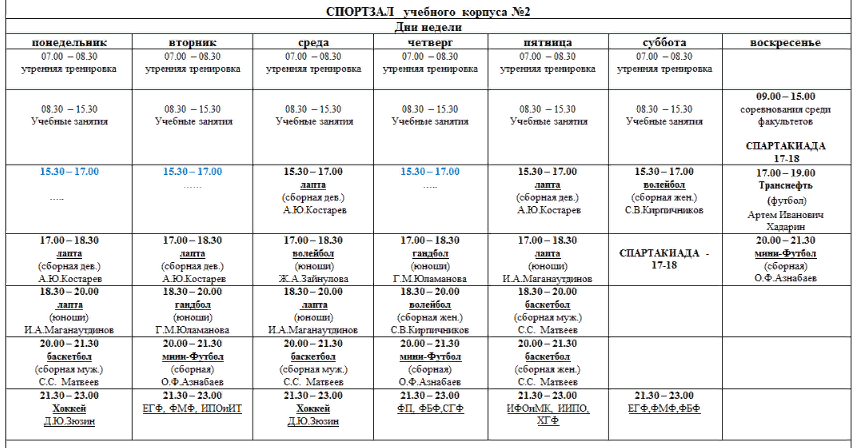 СПОРТЗАЛ учебного корпуса №2
Дни недели
понедельник вторник среда четверг пятница суббота воскресенье
07.00 – 08.30 07.00 – 08.30 07.00 – 08.30 07.00 – 08.30 07.00 – 08.30 07.00 – 08.30
утренняя тренировка утренняя тренировка утренняя тренировка утренняя тренировка утренняя тренировка утренняя тренировка
08.30 – 15.30 08.30 – 15.30 08.30 – 15.30 08.30 – 15.30 08.30 – 15.30 08.30 – 15.30
Учебные занятия Учебные занятия Учебные занятия Учебные занятия Учебные занятия Учебные занятия
09.00 – 15.00
соревнования среди
факультетов
СПАРТАКИАДА
17-18
15.30 – 17.00 15.30 – 17.00 15.30 – 17.00 15.30 – 17.00 15.30 – 17.00 15.30 – 17.00 17.00 – 19.00
….. …… лапта ….. лапта волейбол Транснефть
(сборная дев.) (сборная дев.) (сборная жен.) (футбол)
А.Ю.Костарев А.Ю.Костарев С.В.Кирпичников Артем Иванович
Хадарин
17.00 – 18.30 17.00 – 18.30 17.00 – 18.30 17.00 – 18.30 17.00 – 18.30 СПАРТАКИАДА - 20.00 – 21.30
лапта лапта волейбол гандбол лапта 17-18 мини-Футбол
(сборная дев.) (сборная дев.) (юноши) (юноши) (юноши) (сборная)
А.Ю.Костарев А.Ю.Костарев Ж.А.Зайнулова Г.М.Юламанова И.А.Маганаутдинов О.Ф.Азнабаев
18.30 – 20.00 18.30 – 20.00 18.30 – 20.00 18.30 – 20.00 18.30 – 20.00
лапта гандбол лапта волейбол баскетбол
(юноши) (юноши) (юноши) (сборная жен.) (сборная муж.)
И.А.Маганаутдинов Г.М.Юламанова И.А.Маганаутдинов С.В.Кирпичников С.С. Матвеев
20.00 – 21.30 20.00 – 21.30 20.00 – 21.30 20.00 – 21.30 20.00 – 21.30
баскетбол мини-Футбол баскетбол мини-Футбол баскетбол
(сборная муж.) (сборная) (сборная муж.) (сборная) (сборная жен.)
С.С. Матвеев О.Ф.Азнабаев С.С. Матвеев О.Ф.Азнабаев С.С. Матвеев
21.30 – 23.00 21.30 – 23.00 21.30 – 23.00 21.30 – 23.00 21.30 – 23.00 21.30 – 23.00
Хоккей ЕГФ, ФМФ, ИПОиИТ Хоккей ФП, ФБФ,СГФ ИФОиМК, ИИПО, ЕГФ,ФМФ,ФБФ
Д.Ю.Зюзин Д.Ю.Зюзин ХГФ